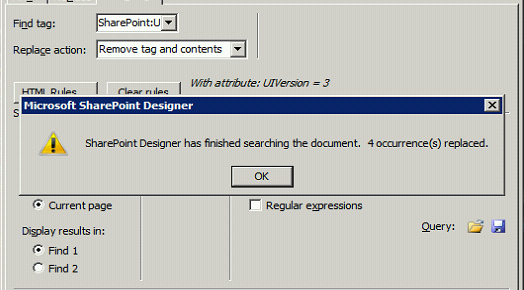 Find tag:
SharePoint:U
Replace action:
Remove tag and contents
HTML Rules...
Clear rules
With attribute: UIVersion = 3
Microsoft SharePoint Designer
SharePoint Designer has finished searching the document.  4 occurrence(s) replaced.
OK
Current page
Regular expressions
Query:
Display results in:
Find 1
Find 2